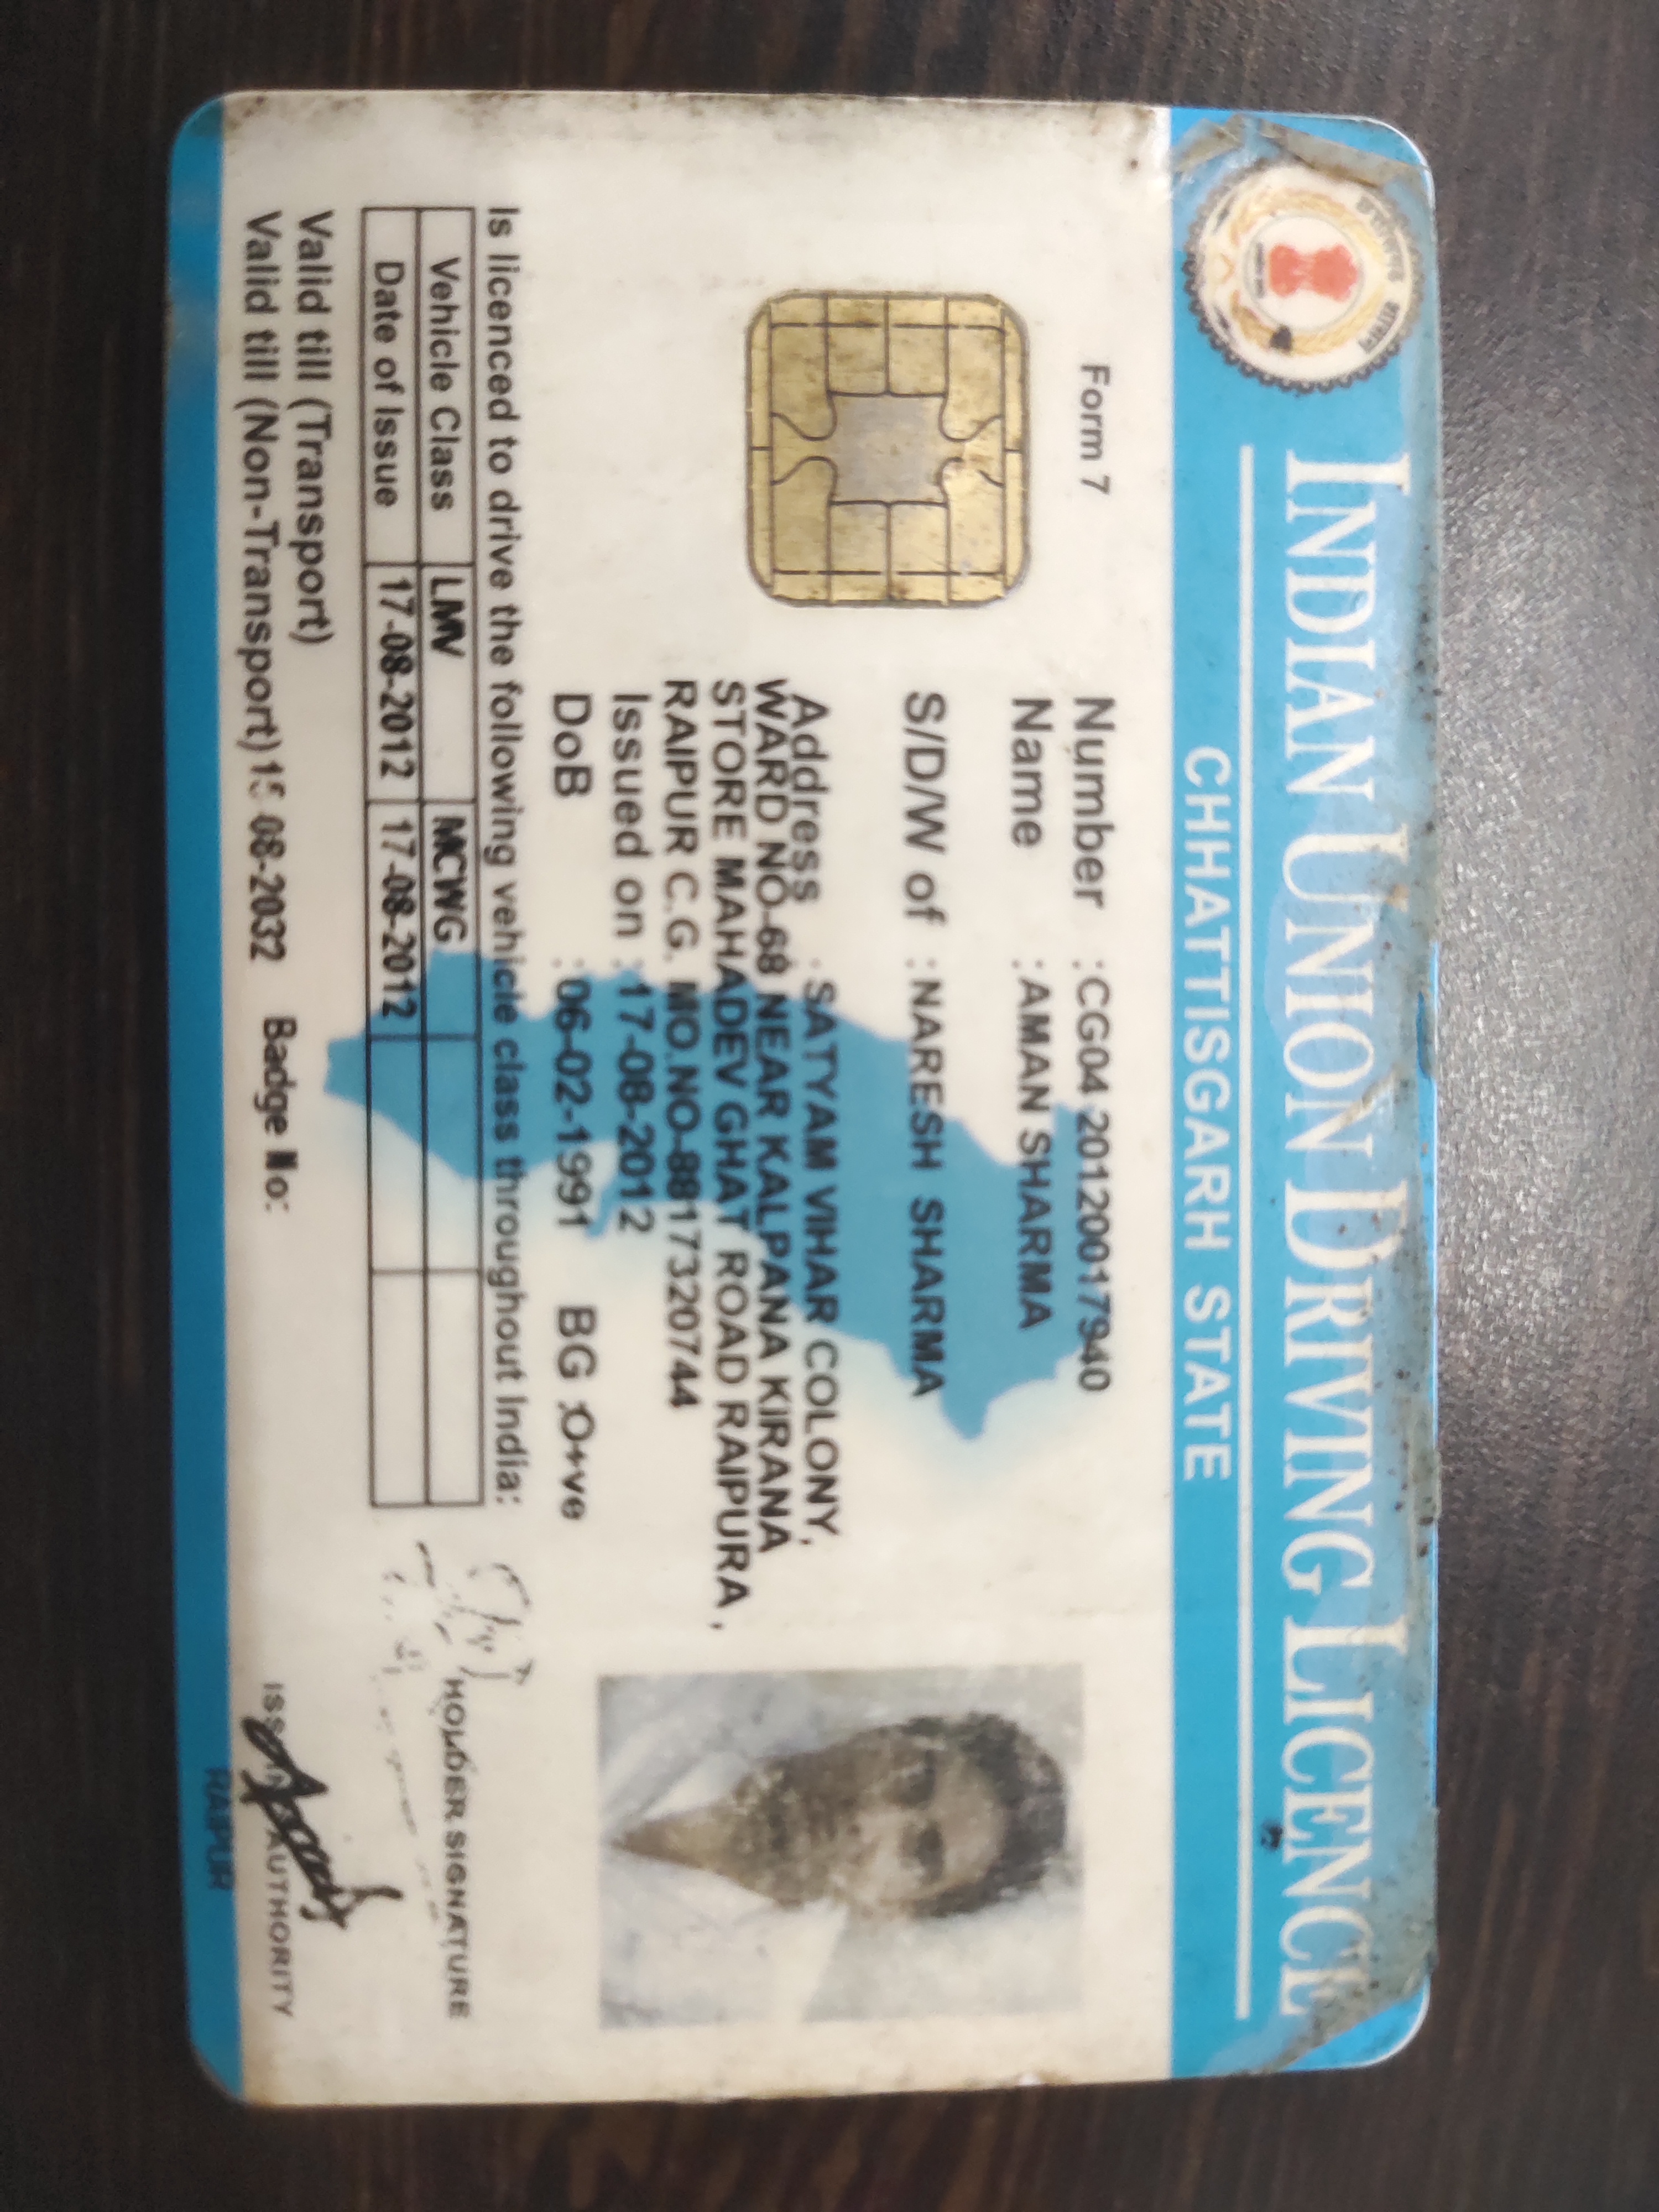 INDIAN UNION DRIVING LICENCE
CHHATTISGARH STATE
Form 7
Number :CG04 20120017940
Name :AMAN SHARMA
S/D/W of :NARESH SHARMA
Address :SATYAM VIHAR COLONY,
WARD NO-68 NEAR KALPANA KIRANA
STORE MAHADEV GHAT ROAD RAIPURA,
RAIPUR C.G. MO.NO-8817320744
Issued on :17-08-2012
DoB :06-02-1991 BG :O+ve
Is licenced to drive the following vehicle class throughout India:
Vehicle Class LMV MCWG
Date of Issue 17-08-2012 17-08-2012
HOLDER SIGNATURE
Valid till (Transport)
Valid till (Non-Transport) 08-2032 Badge No:
AUTHORITY
RAIPUR